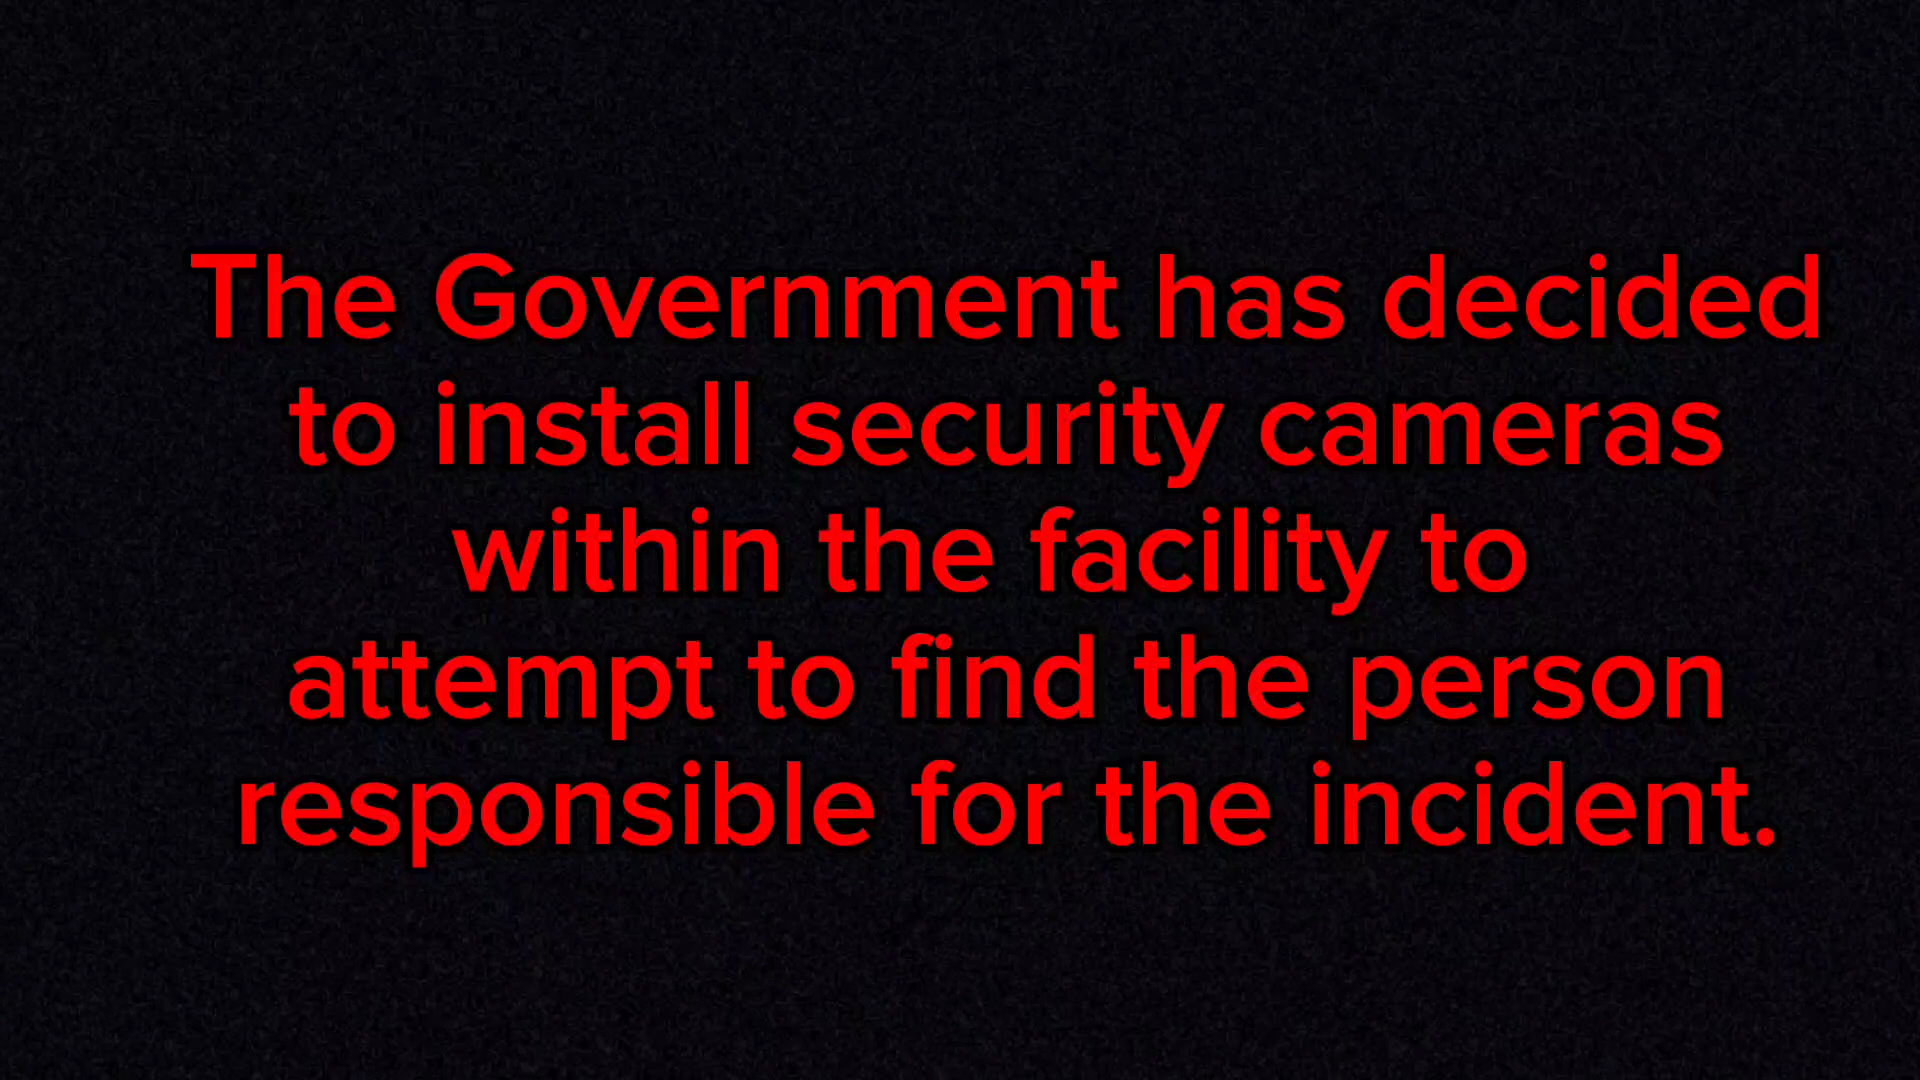 The Government has decided
to install security cameras
within the facility to
attempt to find the person
responsible for the incident.